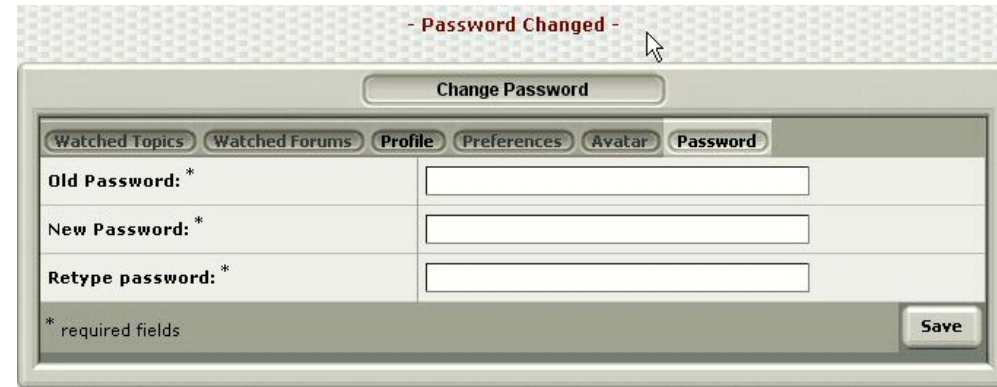 - Password Changed -
Change Password
Watched Topics Watched Forums Profile Preferences Avatar Password
Old Password: *
New Password: *
Retype password: *
* required fields Save